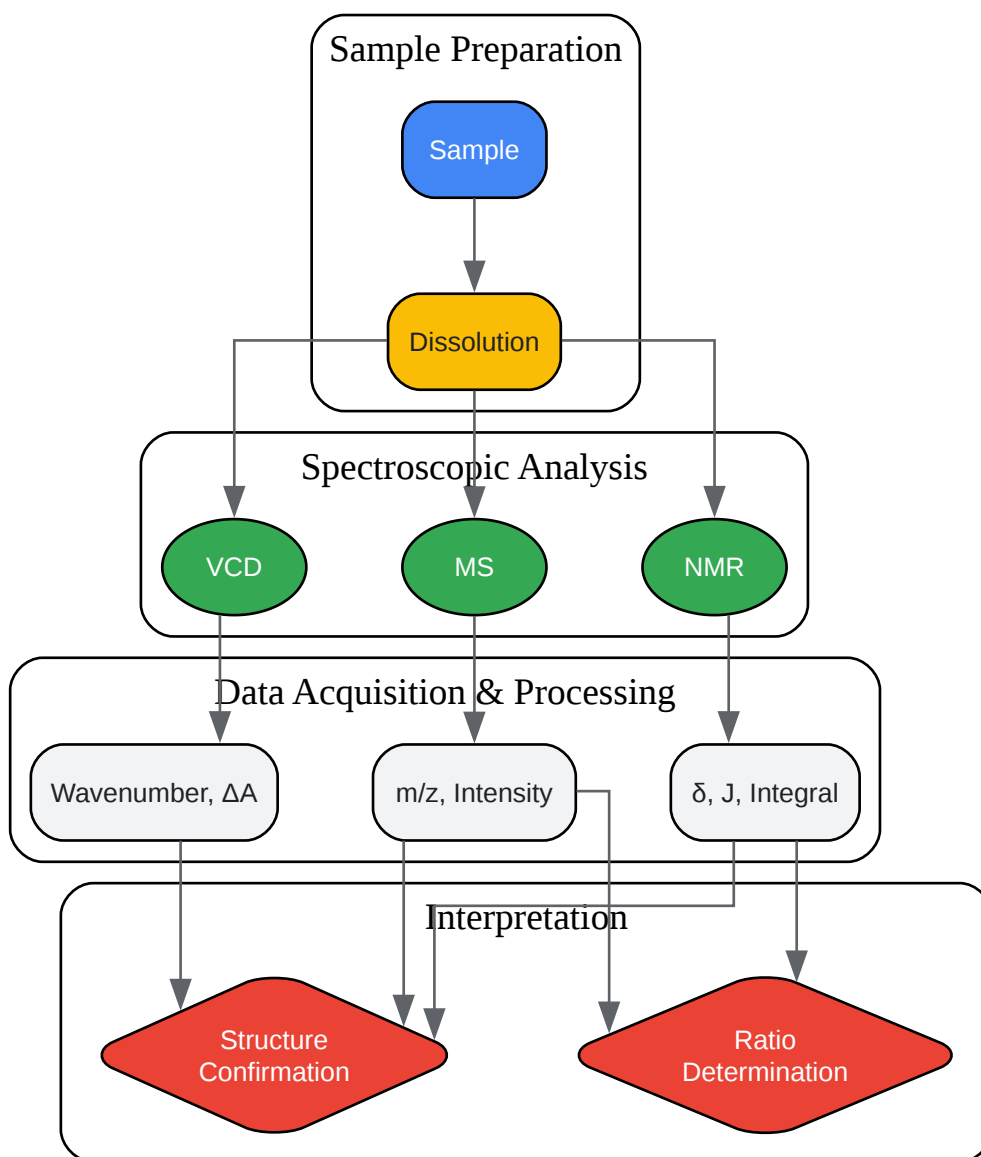 Sample Preparation
Sample
Dissolution
Spectroscopic Analysis
VCD
MS
NMR
Data Acquisition & Processing
Wavenumber, ΔA
m/z, Intensity
δ, J, Integral
Interpretation
Structure
Confirmation
Ratio
Determination